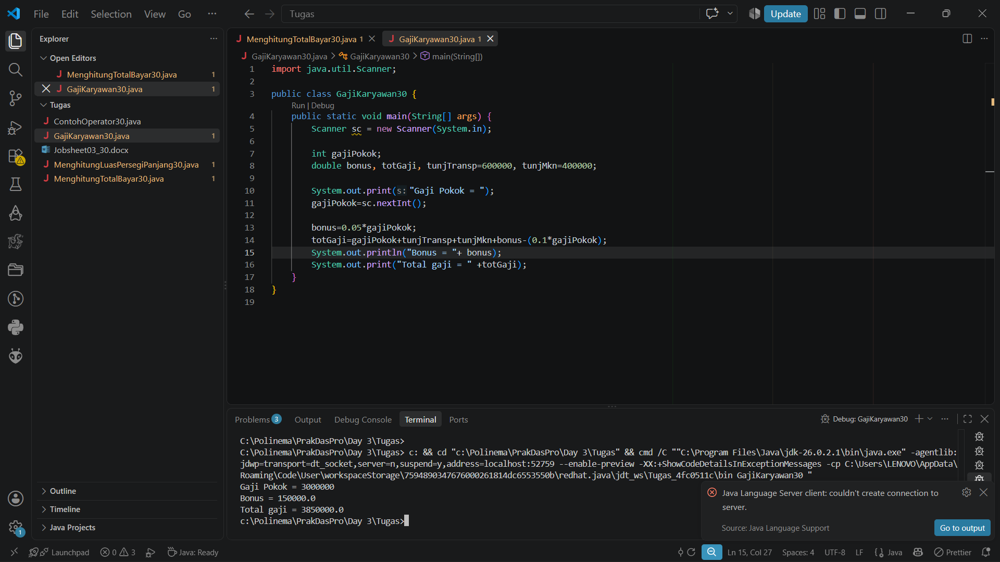 File Edit Selection View Go ···
Tugas
Update
Explorer
Open Editors
MenghitungTotalBayar30.java 1
GajiKaryawan30.java 1
Tugas
ContohOperator30.java
GajiKaryawan30.java 1
Jobsheet03_30.docx
MenghitungLuasPersegiPanjang30.java 1
MenghitungTotalBayar30.java 1
Outline
Timeline
Java Projects
MenghitungTotalBayar30.java 1
GajiKaryawan30.java 1
GajiKaryawan30.java > GajiKaryawan30 > main(String[])
1 import java.util.Scanner;
2
3 public class GajiKaryawan30 {
Run | Debug
4 public static void main(String[] args) {
5 Scanner sc = new Scanner(System.in);
6
7 int gajiPokok;
8 double bonus, totGaji, tunjTransp=600000, tunjMkn=400000;
9
10 System.out.print(s: "Gaji Pokok = ");
11 gajiPokok=sc.nextInt();
12
13 bonus=0.05*gajiPokok;
14 totGaji=gajiPokok+tunjTransp+tunjMkn+bonus-(0.1*gajiPokok);
15 System.out.println("Bonus = "+ bonus);
16 System.out.print("Total gaji = " +totGaji);
17 }
18 }
19
Problems 3 Output Debug Console Terminal Ports
Debug: GajiKaryawan30
C:\Polinema\PrakDasPro\Day 3\Tugas>
C:\Polinema\PrakDasPro\Day 3\Tugas> c: && cd "c:\Polinema\PrakDasPro\Day 3\Tugas" && cmd /C ""C:\Program Files\Java\jdk-26.0.2.1\bin\java.exe" -agentlib:
jdwp=transport=dt_socket,server=n,suspend=y,address=localhost:52759 --enable-preview -XX:+ShowCodeDetailsInExceptionMessages -cp C:\Users\LENOVO\AppData\
Roaming\Code\User\workspaceStorage\7594890347676000261814dc6553550b\redhat.java\jdt_ws\Tugas_4fc0511c\bin GajiKaryawan30 "
Gaji Pokok = 3000000
Bonus = 150000.0
Total gaji = 3850000.0
c:\Polinema\PrakDasPro\Day 3\Tugas>
Java Language Server client: couldn't create connection to
server.
Source: Java Language Support
Go to output
1
Launchpad 0 3 Java: Ready
Ln 15, Col 27 Spaces: 4 UTF-8 LF {} Java Prettier